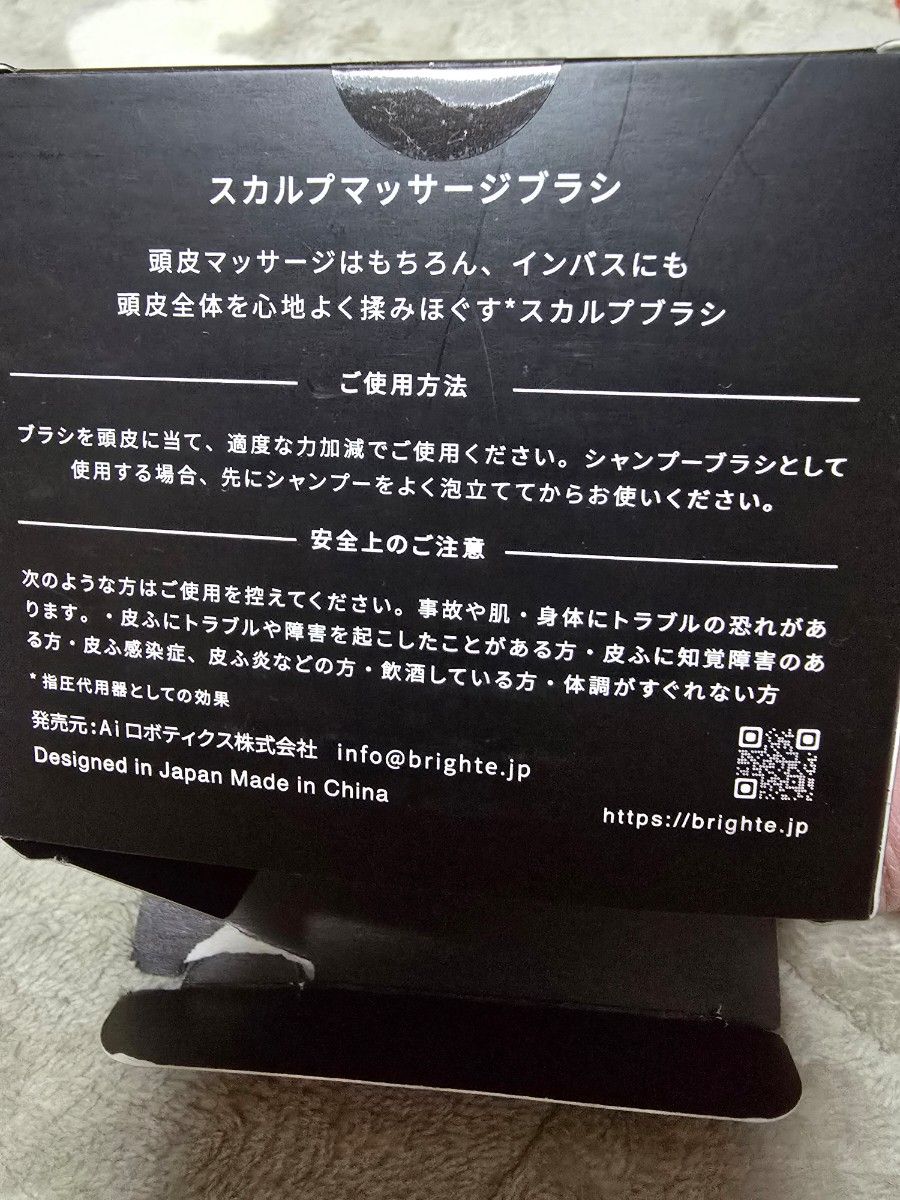 スカルプマッサージブラシ
頭皮マッサージはもちろん、インバスにも
頭皮全体を心地よく揉みほぐす*スカルプブラシ
ご使用方法
ブラシを頭皮に当て、適度な力加減でご使用ください。シャンプーブラシとして
使用する場合、先にシャンプーをよく泡立ててからお使いください。
安全上のご注意
次のような方はご使用を控えてください。事故や肌・身体にトラブルの恐れがあ
ります。・皮ふにトラブルや障害を起こしたことがある方・皮ふに知覚障害のあ
る方・皮ふ感染症、皮ふ炎などの方・飲酒している方・体調がすぐれない方
*指圧代用器としての効果
発売元:Aiロボティクス株式会社 info@brighte.jp
Designed in Japan Made in China
https://brighte.jp